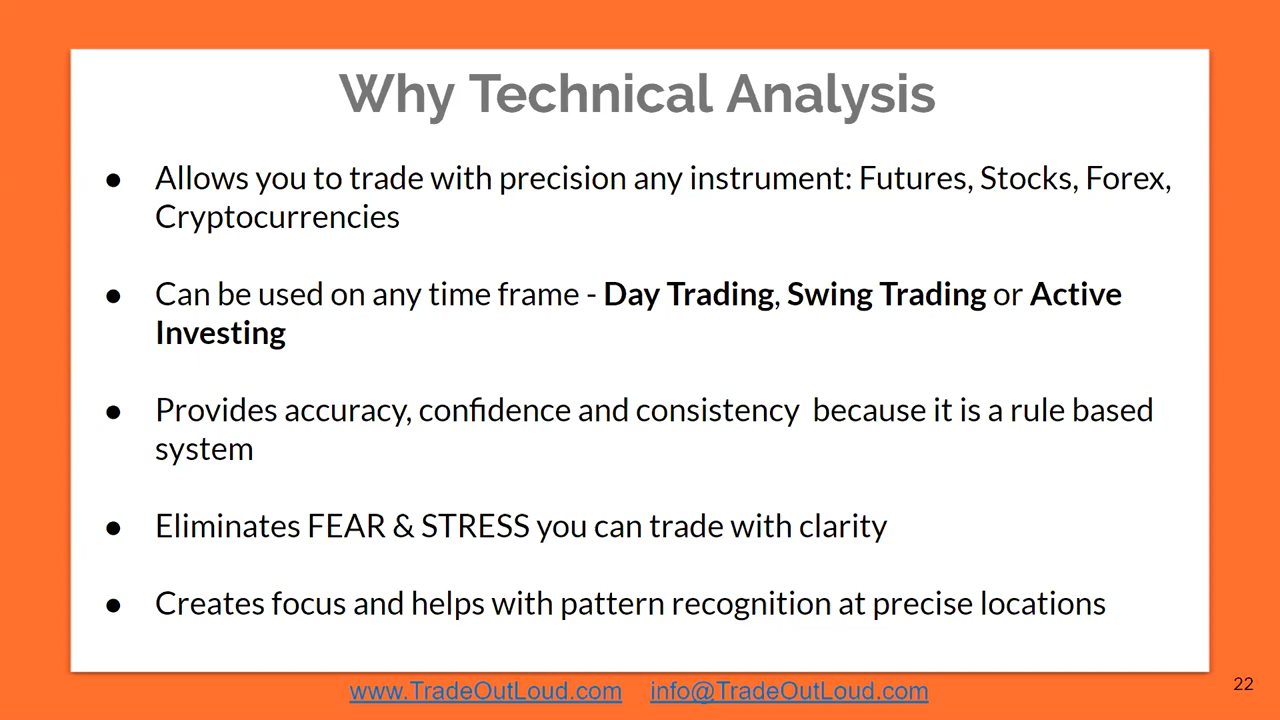 Why Technical Analysis
● Allows you to trade with precision any instrument: Futures, Stocks, Forex,
Cryptocurrencies
● Can be used on any time frame - Day Trading, Swing Trading or Active
Investing
● Provides accuracy, confidence and consistency  because it is a rule based
system
● Eliminates FEAR & STRESS you can trade with clarity
● Creates focus and helps with pattern recognition at precise locations
www.TradeOutLoud.com info@TradeOutLoud.com
22